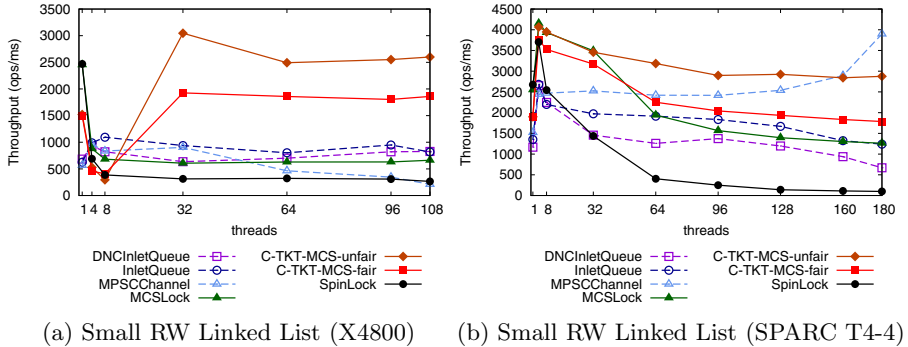 Throughput (ops/ms)
3500
3000
2500
2000
1500
1000
500
0
1 4 8 32 64 96 108
threads
DNCInletQueue
InletQueue
MPSCChannel
MCSLock
C-TKT-MCS-unfair
C-TKT-MCS-fair
SpinLock
(a) Small RW Linked List (X4800)
Throughput (ops/ms)
4500
4000
3500
3000
2500
2000
1500
1000
500
0
1 8 32 64 96 128 160 180
threads
DNCInletQueue
InletQueue
MPSCChannel
MCSLock
C-TKT-MCS-unfair
C-TKT-MCS-fair
SpinLock
(b) Small RW Linked List (SPARC T4-4)